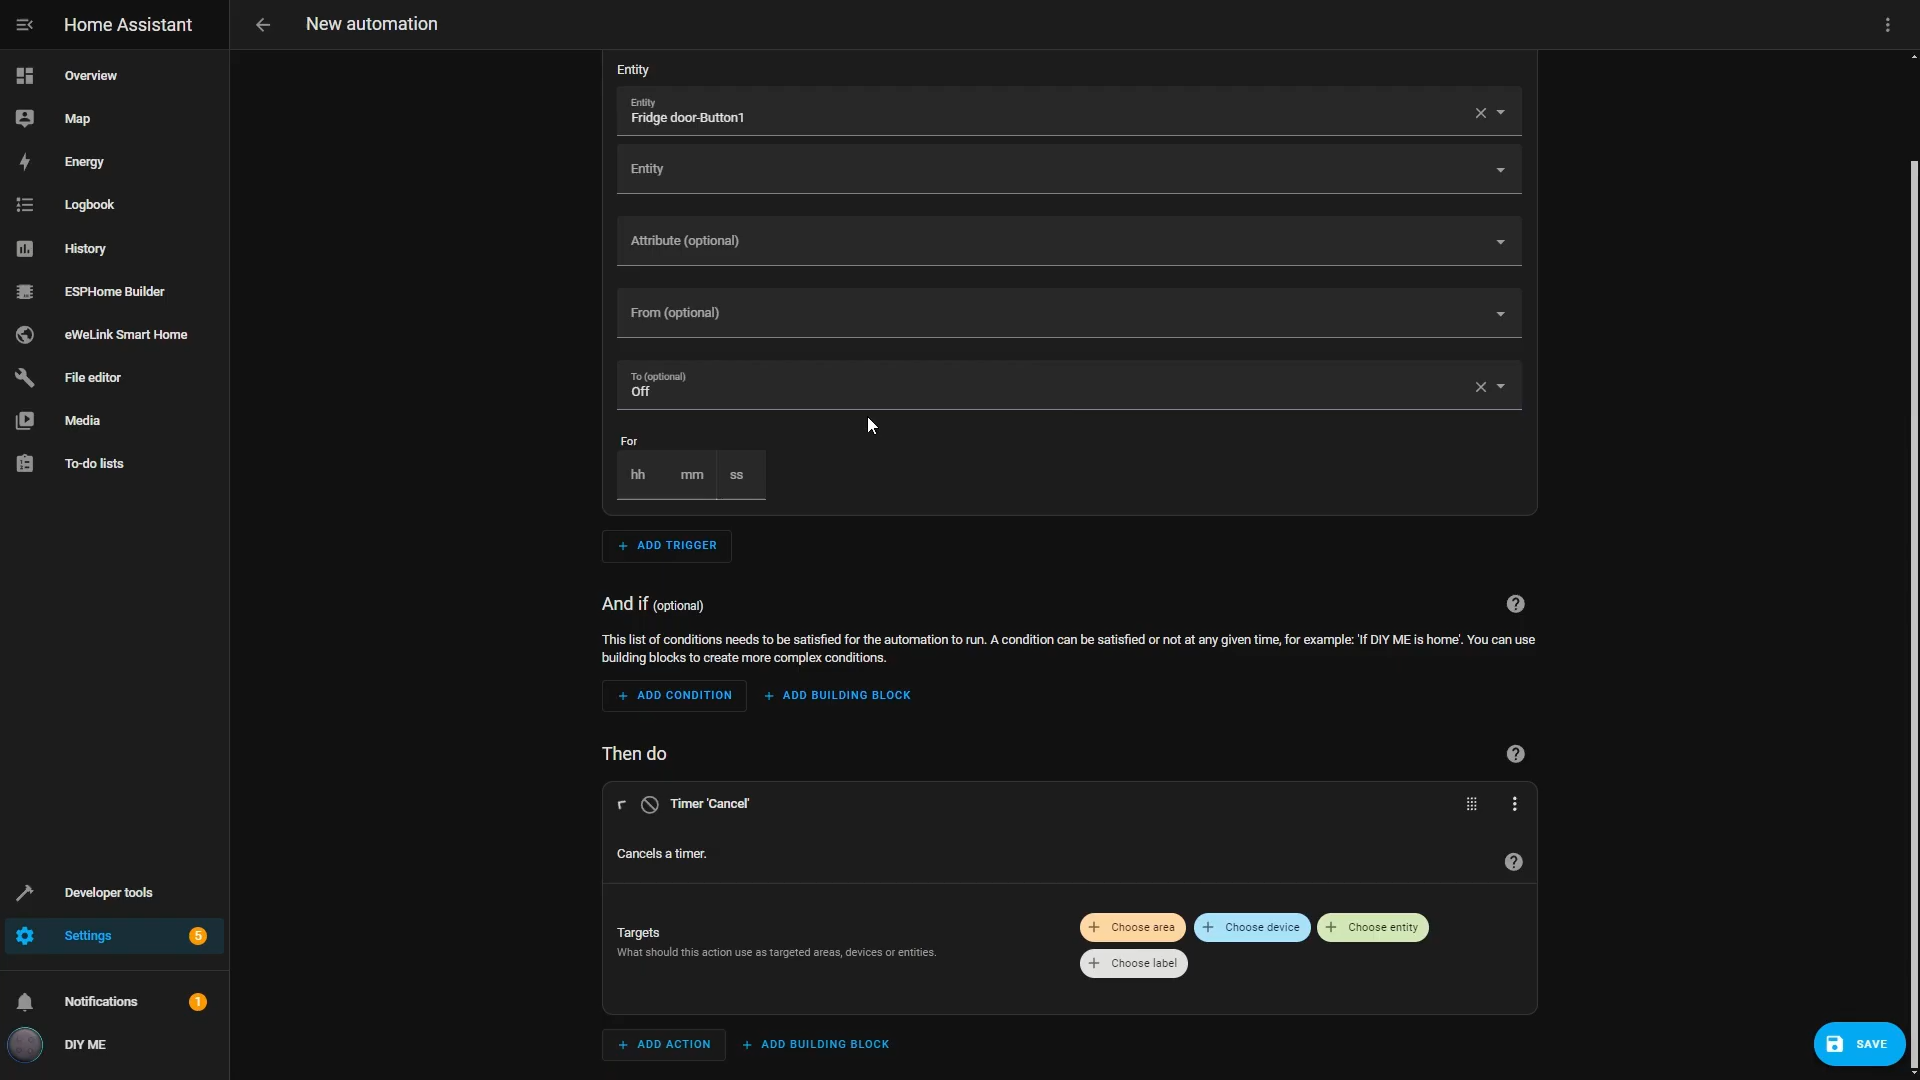 Home Assistant
New automation
Overview
Map
Energy
Logbook
History
ESPHome Builder
eWeLink Smart Home
File editor
Media
To-do lists
Developer tools
Settings
5
Notifications
1
DIY ME
Entity
Entity
Fridge door-Button1
Entity
Attribute (optional)
From (optional)
To (optional)
Off
For
hh mm ss
+ ADD TRIGGER
And if (optional)
This list of conditions needs to be satisfied for the automation to run. A condition can be satisfied or not at any given time, for example: 'If DIY ME is home'. You can use
building blocks to create more complex conditions.
+ ADD CONDITION + ADD BUILDING BLOCK
Then do
Timer 'Cancel'
Cancels a timer.
Targets
What should this action use as targeted areas, devices or entities.
+ Choose area + Choose device + Choose entity
+ Choose label
+ ADD ACTION + ADD BUILDING BLOCK
SAVE